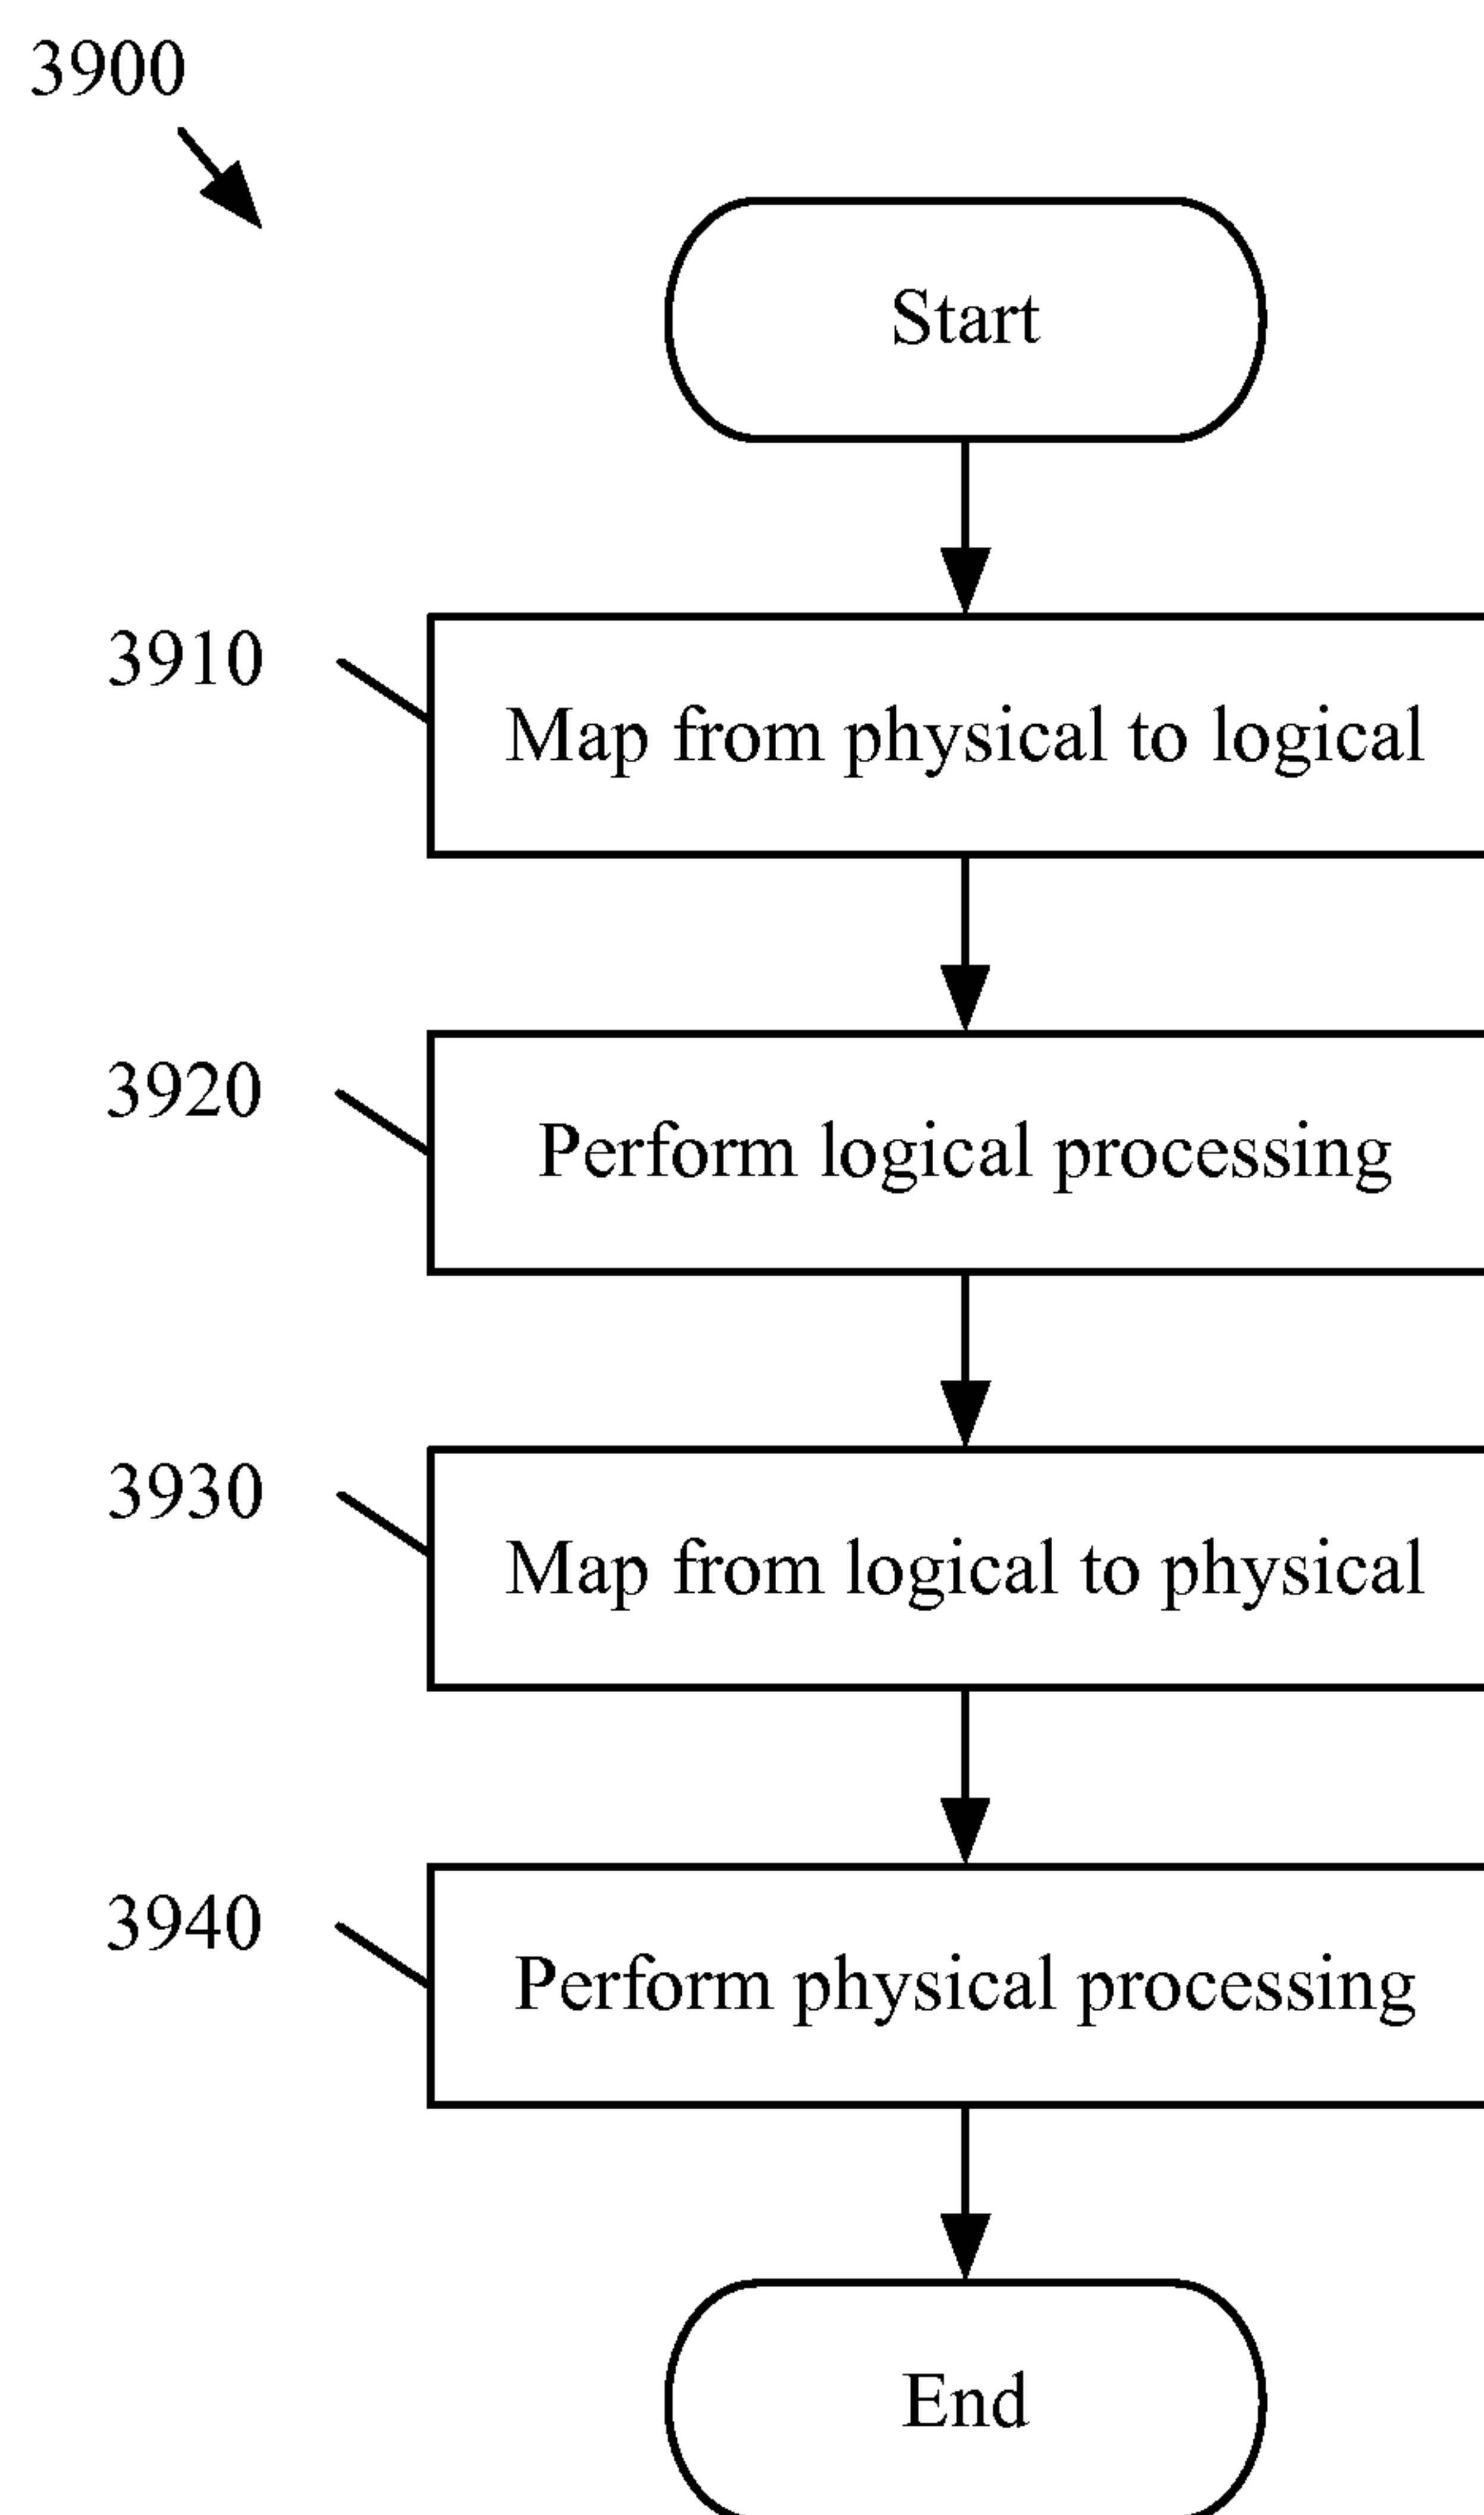 3900
Start
3910
Map from physical to logical
3920
Perform logical processing
3930
Map from logical to physical
3940
Perform physical processing
End